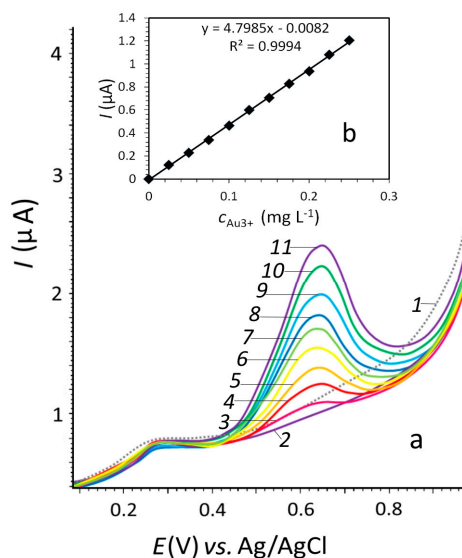 y = 4.7985x - 0.0082
R² = 0.9994
I (μA)
1.4
1.2
1
0.8
0.6
0.4
0.2
0
0 0.1 0.2 0.3
c Au3+ (mg L-1)
b
I (μ A)
4
3
2
1
11
10
9
8
7
6
5
4
3
2
1
a
0.2 0.4 0.6 0.8
E(V) vs. Ag/AgCl